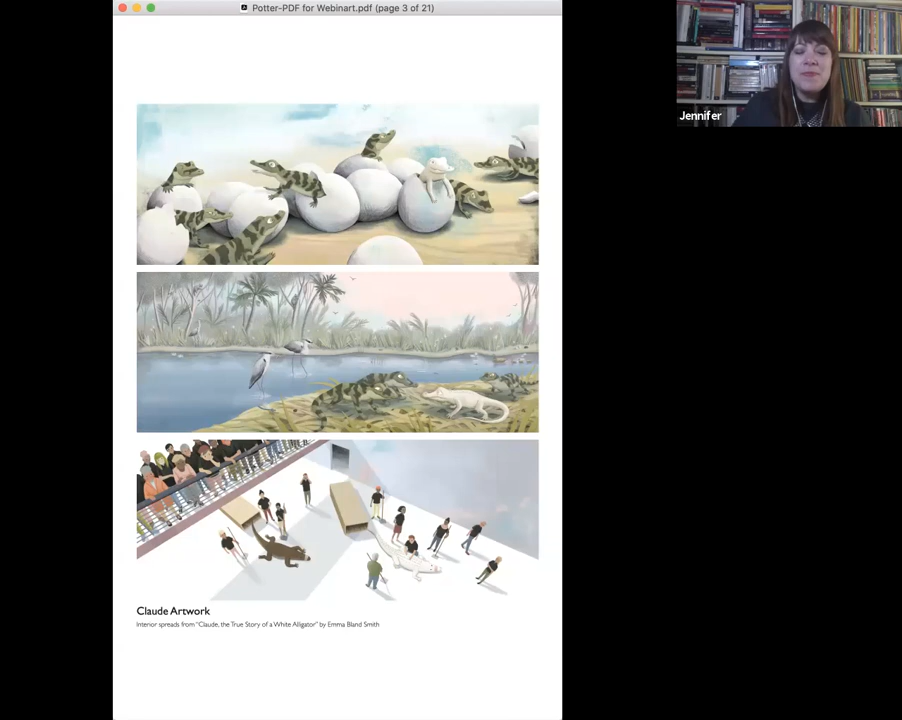 Potter-PDF for Webinart.pdf (page 3 of 21)
Jennifer
Claude Artwork
Interior spreads from "Claude, the True Story of a White Alligator" by Emma Bland Smith